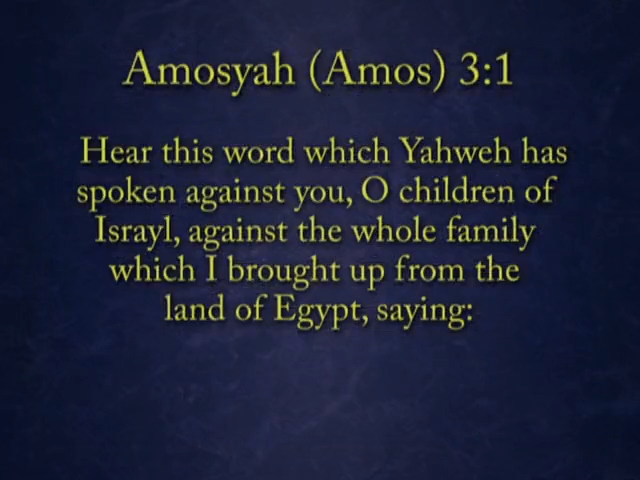 Amosyah (Amos) 3:1
Hear this word which Yahweh has
spoken against you, O children of
Israyl, against the whole family
which I brought up from the
land of Egypt, saying: